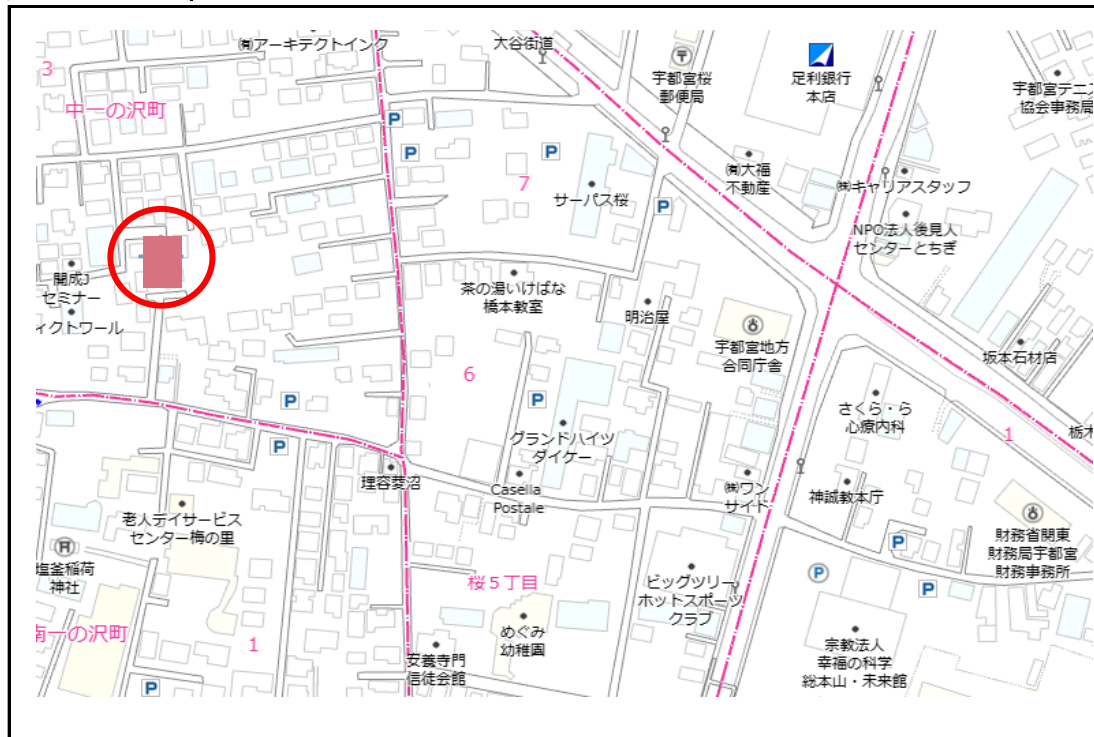 ㈲アーキテクトインク
大谷街道
宇都宮桜
郵便局
足利銀行
本店
宇都宮テニス
協会事務局
3
中一の沢町
P
P
P
7
サーパス桜
P
㈲大福
不動産
㈱キャリアスタッフ
NPO法人後見人
センターとちぎ
開成J
セミナー
ィクトワール
茶の湯いけばな
橋本教室
明治屋
宇都宮地方
合同庁舎
坂本石材店
6
P
P
さくら・ら
心療内科
1
栃木
グランドハイツ
ダイケー
P
理容菱沼
Casella
Postale
㈱ワン
サイド
神誠教本庁
老人デイサービス
センター梅の里
財務省関東
財務局宇都宮
財務事務所
P
塩釜稲荷
神社
桜5丁目
ビッグツリー
ホットスポーツ
クラブ
P
P
南一の沢町
1
めぐみ
幼稚園
安養寺門
信徒会館
宗教法人
幸福の科学
総本山・未来館
P